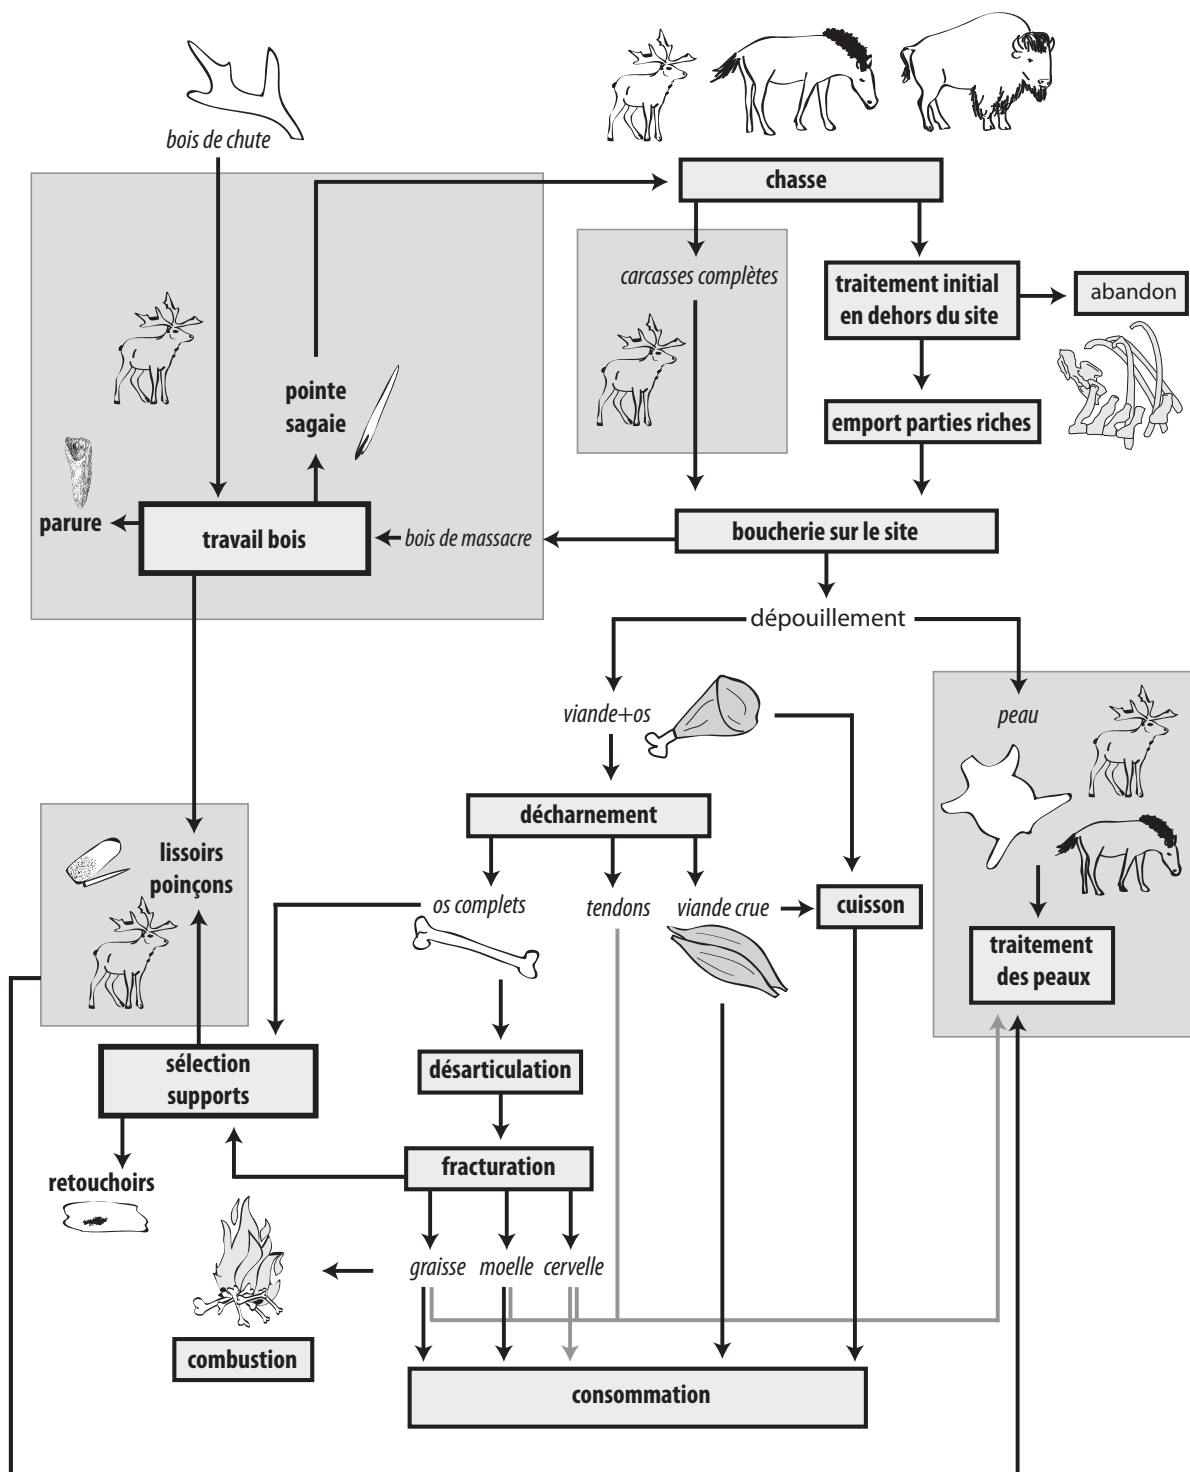 bois de chute
chasse
carcasses complètes
traitement initial
en dehors du site
abandon
pointe
sagaie
emport parties riches
parure
travail bois
bois de massacre
boucherie sur le site
dépouillement
viande+os
peau
décharnement
lissoirs
poinçons
os complets
tendons
viande crue
cuisson
traitement
des peaux
sélection
supports
désarticulation
fracturation
retouchoirs
graisse
moelle
cervelle
combustion
consommation